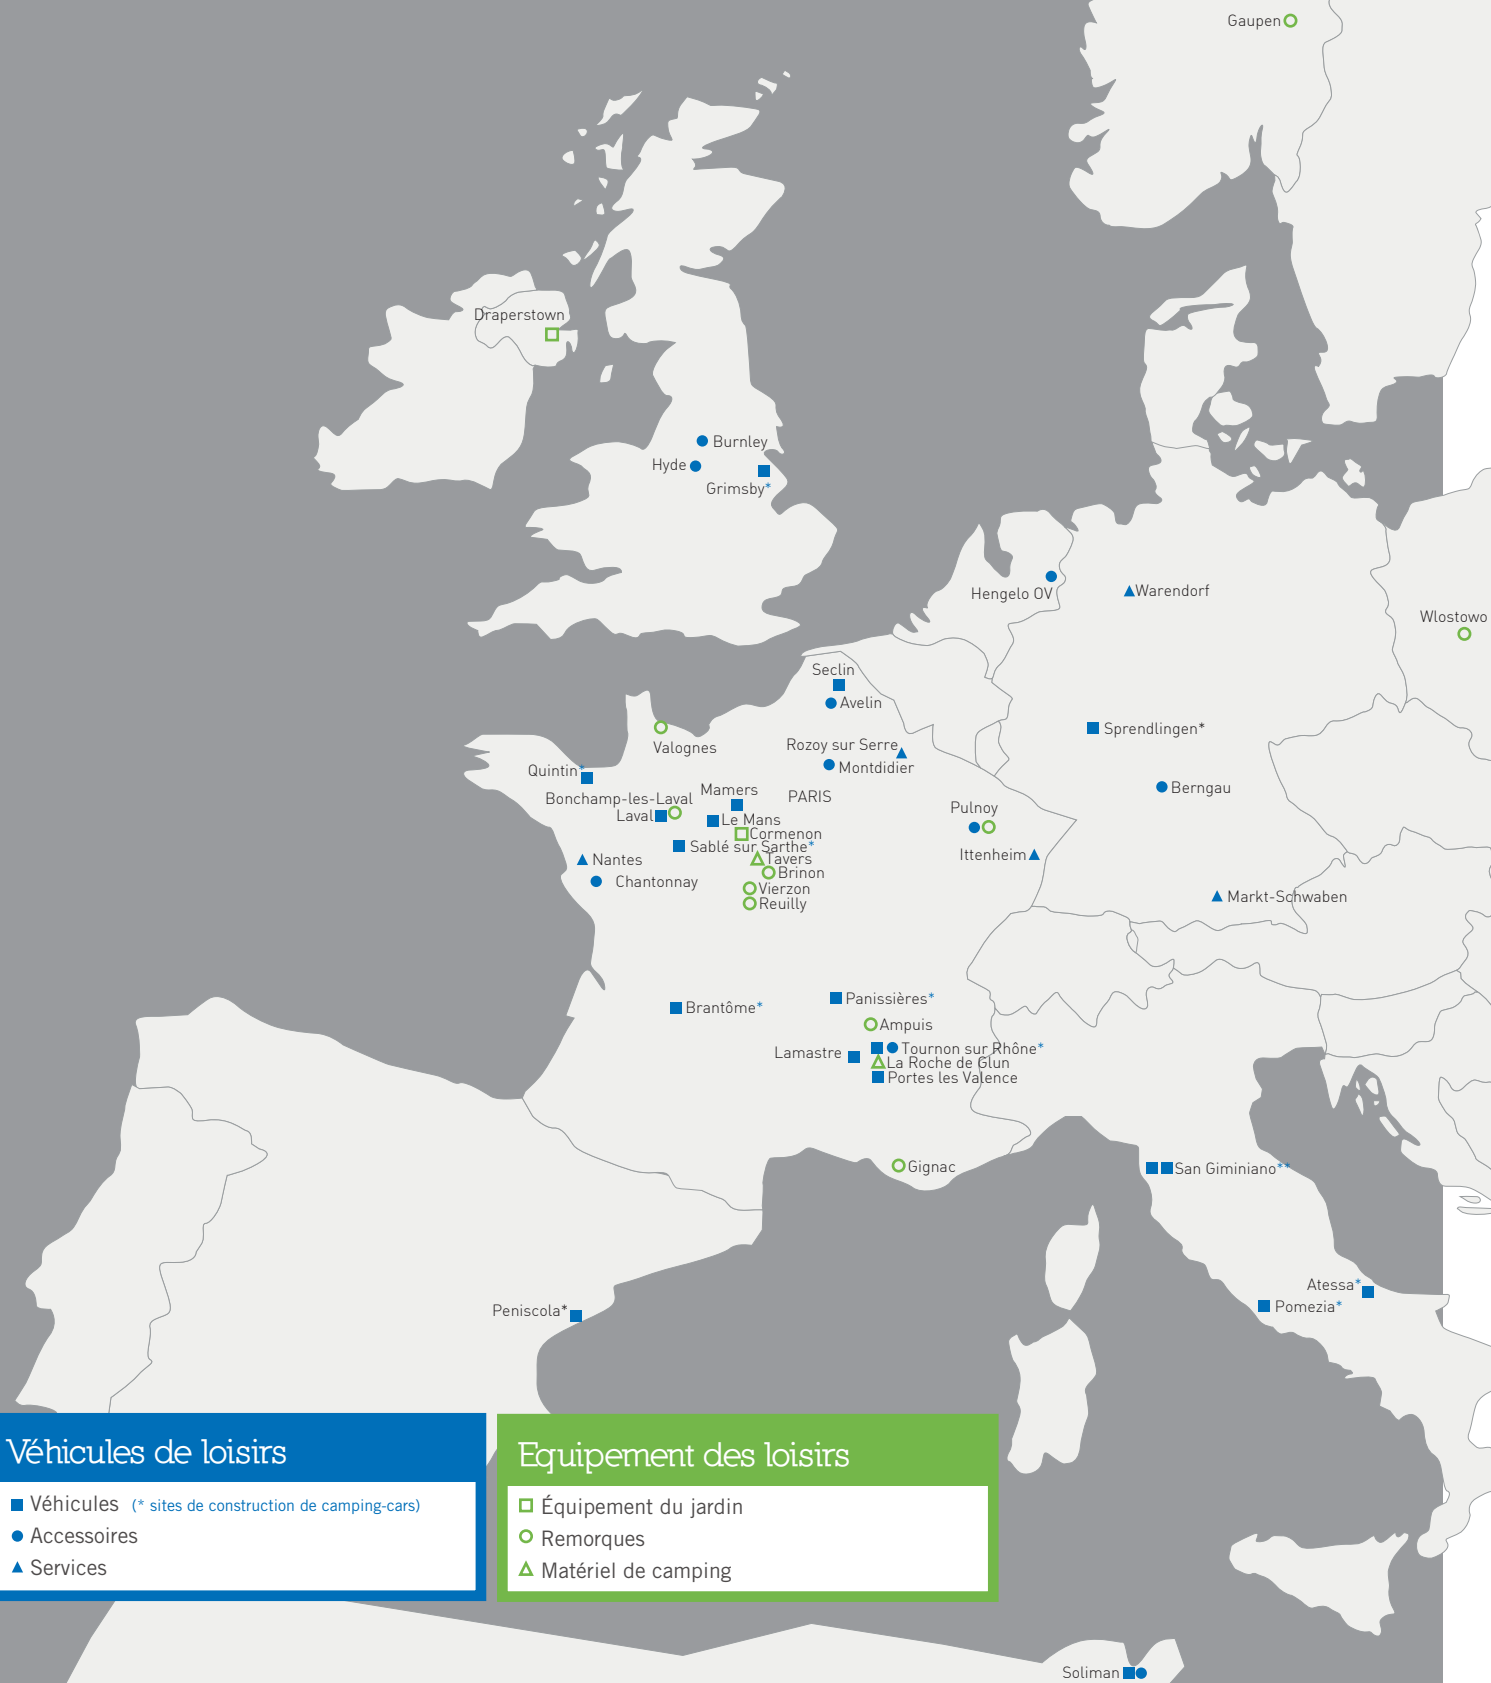 Gaupen
Draperstown
Burnley
Hyde
Grimsby*
Hengelo OV
Warendorf
Wlostowo
Seclin
Avelin
Sprendlingen*
Valognes
Rozoy sur Serre
Montdidier
Quintin*
Berngau
Mamers
PARIS
Bonchamp-les-Laval
Laval
Le Mans
Pulnoy
Cormenon
Sablé sur Sarthe*
Ittenheim
Nantes
Tavers
Brinon
Chantonnay
Vierzon
Markt-Schwaben
Reuilly
Panissières*
Brantôme*
Ampuis
Lamastre
Tournon sur Rhône*
La Roche de Glun
Portes les Valence
Gignac
San Giminiano**
Atessa*
Pomezia*
Peniscola*
Véhicules de loisirs
Véhicules (* sites de construction de camping-cars)
Accessoires
Services
Equipement des loisirs
Équipement du jardin
Remorques
Matériel de camping
Soliman